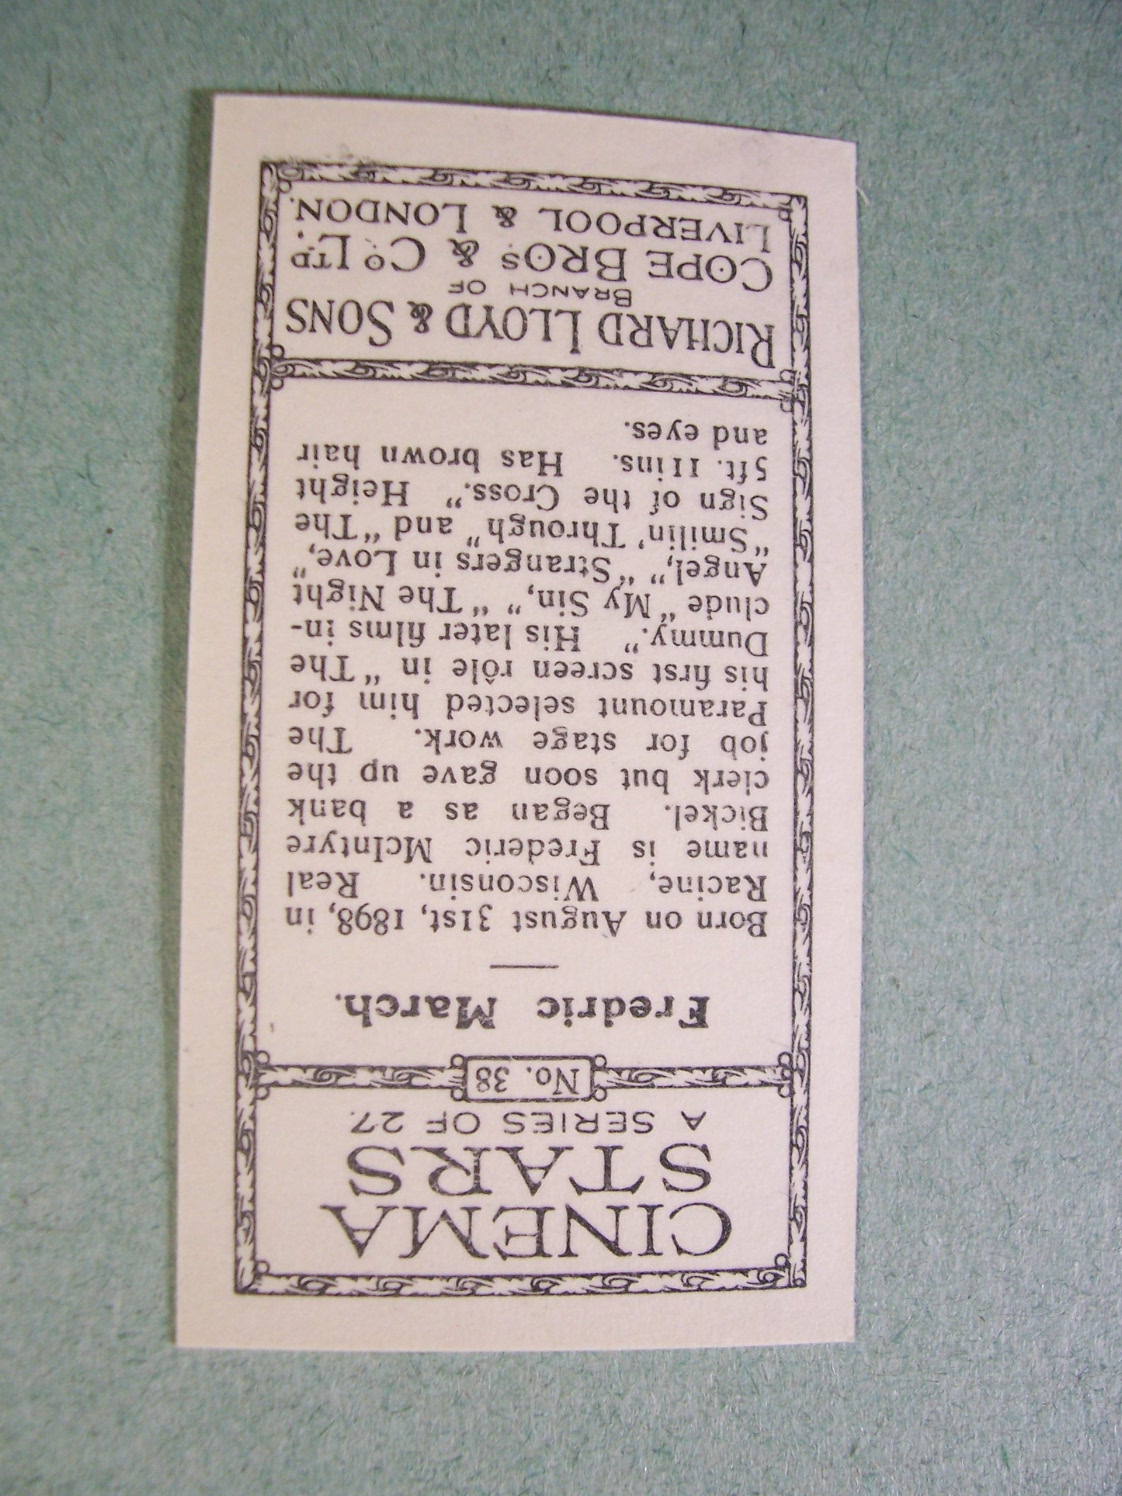 CINEMA
STARS
A SERIES OF 27.
No. 38
Fredric March.
Born on August 31st, 1898, in
Racine, Wisconsin. Real
name is Frederic McIntyre
Bickel. Began as a bank
clerk but soon gave up the
job for stage work. The
Paramount selected him for
his first screen rôle in "The
Dummy." His later films in-
clude "My Sin," "The Night
Angel," "Strangers in Love,"
"Smilin' Through" and "The
Sign of the Cross." Height
5ft. 11ins. Has brown hair
and eyes.
RICHARD LLOYD & SONS
BRANCH OF
COPE BROS & CO LTD.
LIVERPOOL & LONDON.